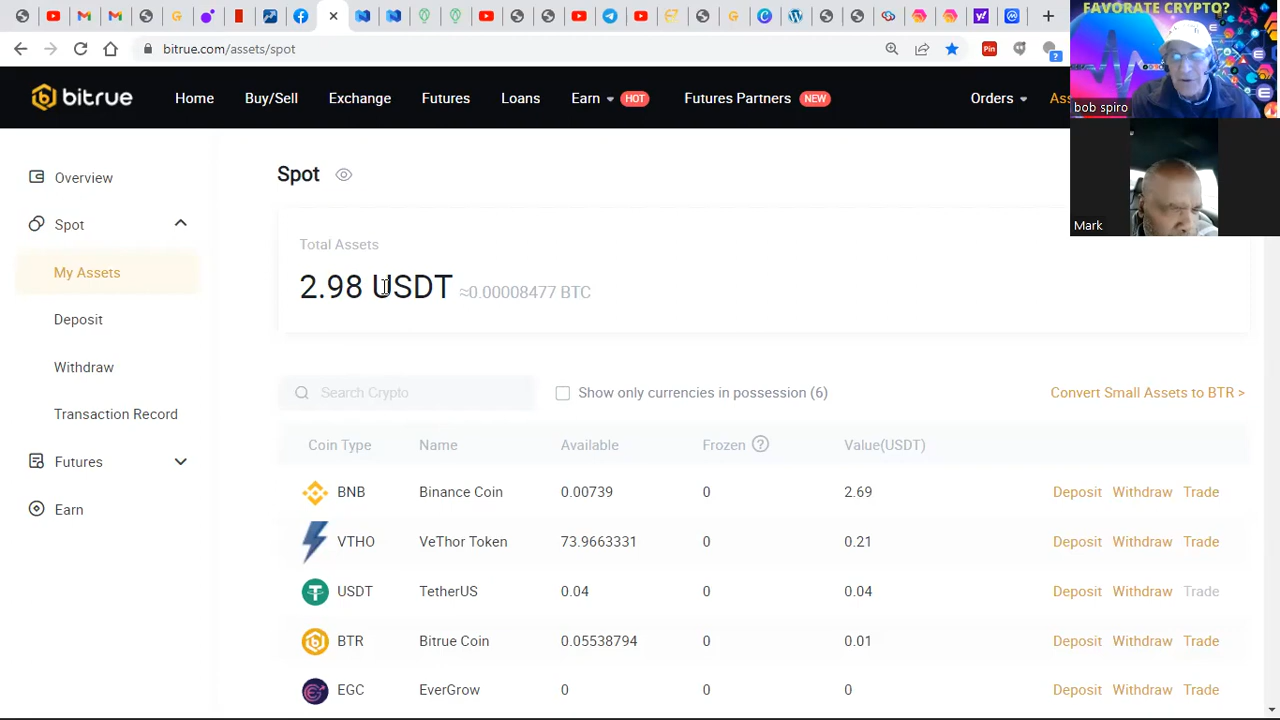 bitrue.com/assets/spot
Pin
?
FAVORATE CRYPTO?
bob spiro
Mark
bitrue
Home
Buy/Sell
Exchange
Futures
Loans
Earn
HOT
Futures Partners
NEW
Orders
Ass
Overview
Spot
My Assets
Deposit
Withdraw
Transaction Record
Futures
Earn
Spot
Total Assets
2.98 USDT ≈0.00008477 BTC
Search Crypto
Show only currencies in possession (6)
Convert Small Assets to BTR >
Coin Type Name Available Frozen ? Value(USDT)
BNB Binance Coin 0.00739 0 2.69 Deposit Withdraw Trade
VTHO VeThor Token 73.9663331 0 0.21 Deposit Withdraw Trade
USDT TetherUS 0.04 0 0.04 Deposit Withdraw Trade
BTR Bitrue Coin 0.05538794 0 0.01 Deposit Withdraw Trade
EGC EverGrow 0 0 0 Deposit Withdraw Trade